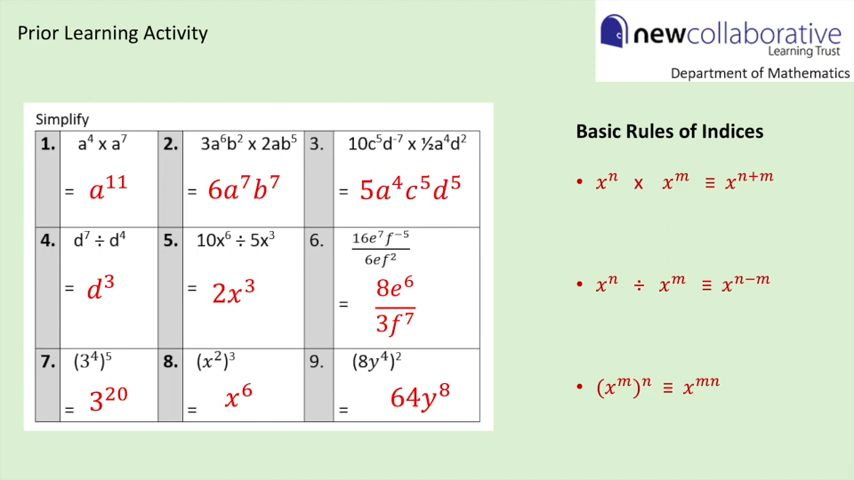 Prior Learning Activity
newcollaborative
Learning Trust
Department of Mathematics
Simplify
1. a⁴ x a⁷
= a¹¹
2. 3a⁶b² x 2ab⁵
= 6a⁷b⁷
3. 10c⁵d⁻⁷ x ½a⁴d²
= 5a⁴c⁵d⁵
4. d⁷ ÷ d⁴
= d³
5. 10x⁶ ÷ 5x³
= 2x³
6. 16e⁷f⁻⁵
6ef²
= 8e⁶
3f⁷
7. (3⁴)⁵
= 3²⁰
8. (x²)³
= x⁶
9. (8y⁴)²
= 64y⁸
Basic Rules of Indices
• xⁿ x xᵐ ≡ xⁿ⁺ᵐ
• xⁿ ÷ xᵐ ≡ xⁿ⁻ᵐ
• (xᵐ)ⁿ ≡ xᵐⁿ